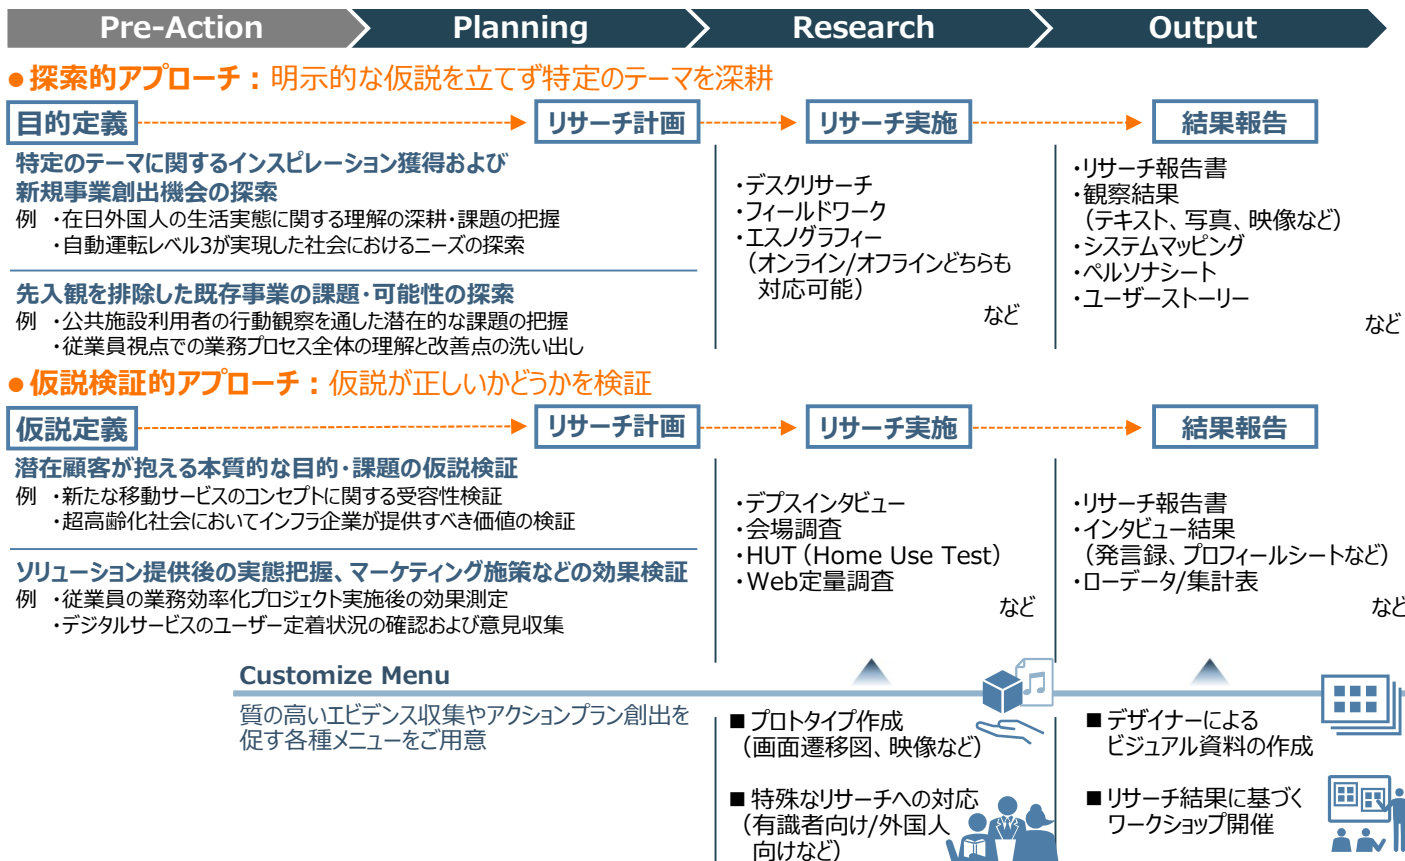 Pre-Action
Planning
Research
Output
●探索的アプローチ：明示的な仮説を立てず特定のテーマを深耕
目的定義
リサーチ計画
リサーチ実施
結果報告
特定のテーマに関するインスピレーション獲得および
新規事業創出機会の探索
例 ・在日外国人の生活実態に関する理解の深耕・課題の把握
・自動運転レベル3が実現した社会におけるニーズの探索
先入観を排除した既存事業の課題・可能性の探索
例 ・公共施設利用者の行動観察を通した潜在的な課題の把握
・従業員視点での業務プロセス全体の理解と改善点の洗い出し
・デスクリサーチ
・フィールドワーク
・エスノグラフィー
（オンライン/オフラインどちらも
対応可能）
など
・リサーチ報告書
・観察結果
（テキスト、写真、映像など）
・システムマッピング
・ペルソナシート
・ユーザーストーリー
など
●仮説検証的アプローチ：仮説が正しいかどうかを検証
仮説定義
リサーチ計画
リサーチ実施
結果報告
潜在顧客が抱える本質的な目的・課題の仮説検証
例 ・新たな移動サービスのコンセプトに関する受容性検証
・超高齢化社会においてインフラ企業が提供すべき価値の検証
ソリューション提供後の実態把握、マーケティング施策などの効果検証
例 ・従業員の業務効率化プロジェクト実施後の効果測定
・デジタルサービスのユーザー定着状況の確認および意見収集
・デプスインタビュー
・会場調査
・HUT（Home Use Test）
・Web定量調査
など
・リサーチ報告書
・インタビュー結果
（発言録、プロフィールシートなど）
・ローデータ/集計表
など
Customize Menu
質の高いエビデンス収集やアクションプラン創出を
促す各種メニューをご用意
■プロトタイプ作成
（画面遷移図、映像など）
■特殊なリサーチへの対応
（有識者向け/外国人
向けなど）
■デザイナーによる
ビジュアル資料の作成
■リサーチ結果に基づく
ワークショップ開催